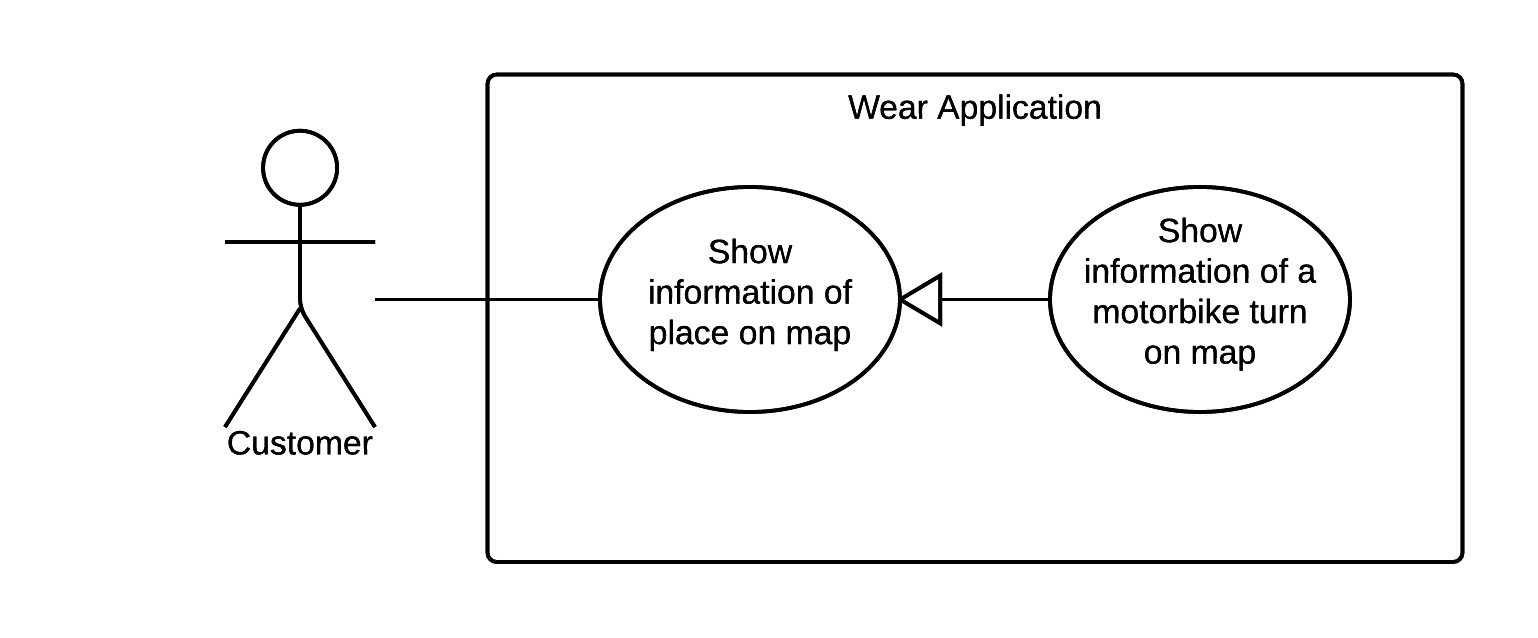 Wear Application
Show
information of
place on map
Show
information of a
motorbike turn
on map
Customer